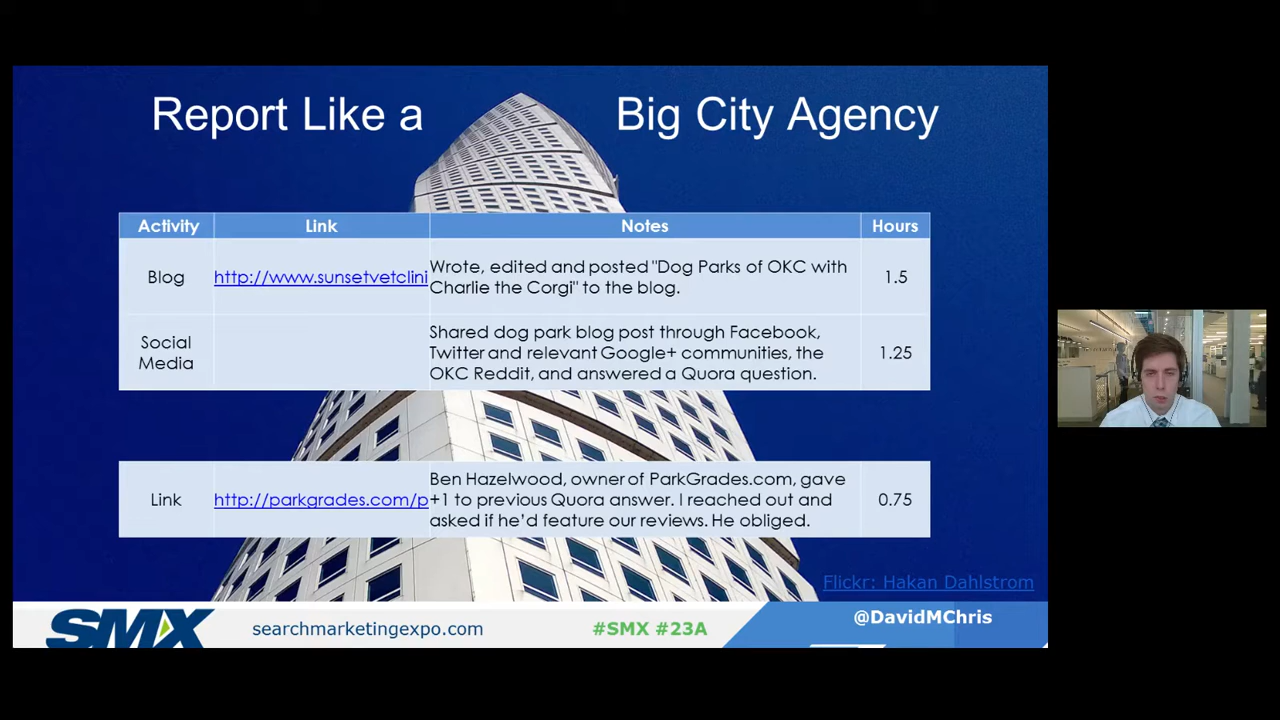 Report Like a Big City Agency
Activity Link Notes Hours
Blog http://www.sunsetvetclini Wrote, edited and posted "Dog Parks of OKC with
Charlie the Corgi" to the blog. 1.5
Social
Media
Shared dog park blog post through Facebook,
Twitter and relevant Google+ communities, the
OKC Reddit, and answered a Quora question. 1.25
Link http://parkgrades.com/p Ben Hazelwood, owner of ParkGrades.com, gave
+1 to previous Quora answer. I reached out and
asked if he’d feature our reviews. He obliged. 0.75
Flickr: Hakan Dahlstrom
SMX searchmarketingexpo.com #SMX #23A @DavidMChris